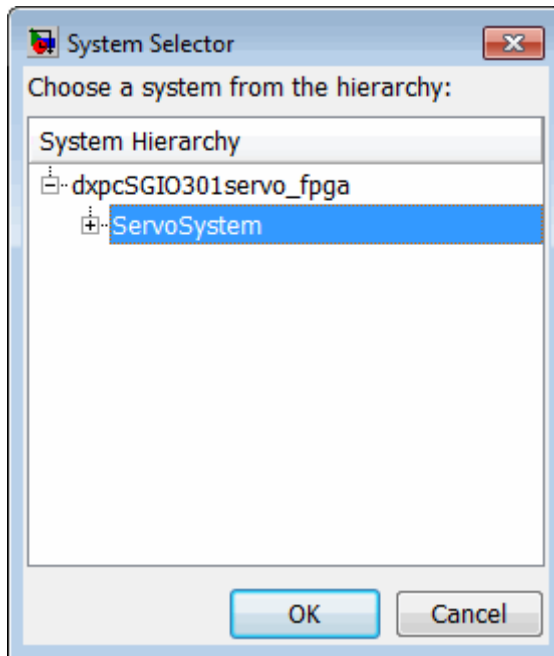 System Selector
Choose a system from the hierarchy:
System Hierarchy
dxpcSGIO301servo_fpga
ServoSystem
OK
Cancel